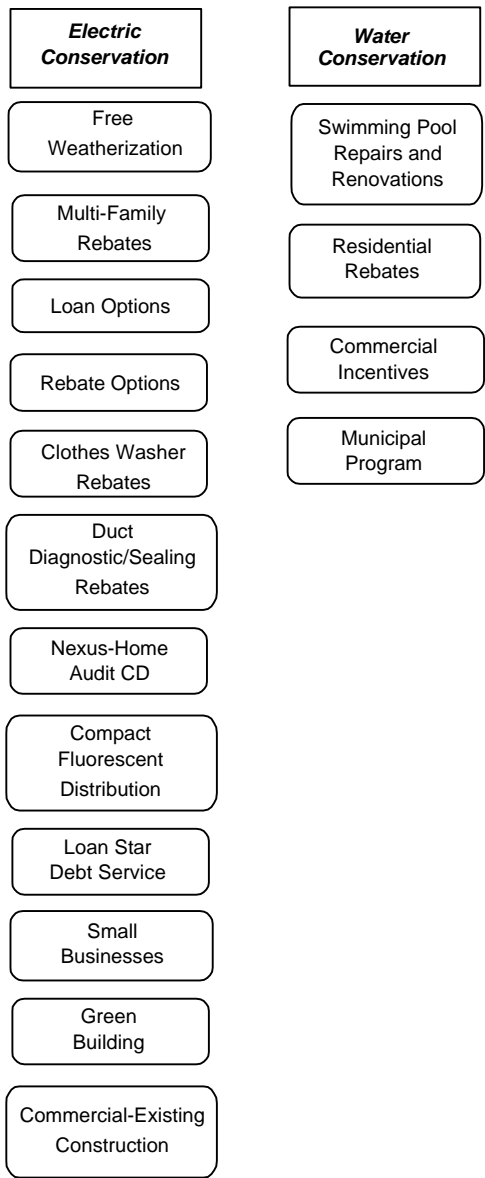 Electric
Conservation
Free
Weatherization
Multi-Family
Rebates
Loan Options
Rebate Options
Clothes Washer
Rebates
Duct
Diagnostic/Sealing
Rebates
Nexus-Home
Audit CD
Compact
Fluorescent
Distribution
Loan Star
Debt Service
Small
Businesses
Green
Building
Commercial-Existing
Construction
Water
Conservation
Swimming Pool
Repairs and
Renovations
Residential
Rebates
Commercial
Incentives
Municipal
Program